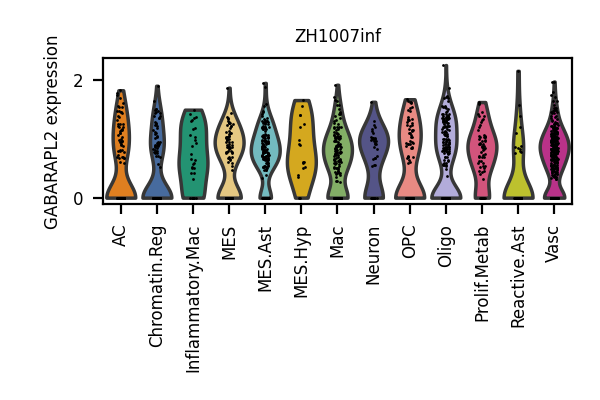 ZH1007inf
GABARAPL2 expression
2
0
AC
Chromatin.Reg
Inflammatory.Mac
MES
MES.Ast
MES.Hyp
Mac
Neuron
OPC
Oligo
Prolif.Metab
Reactive.Ast
Vasc